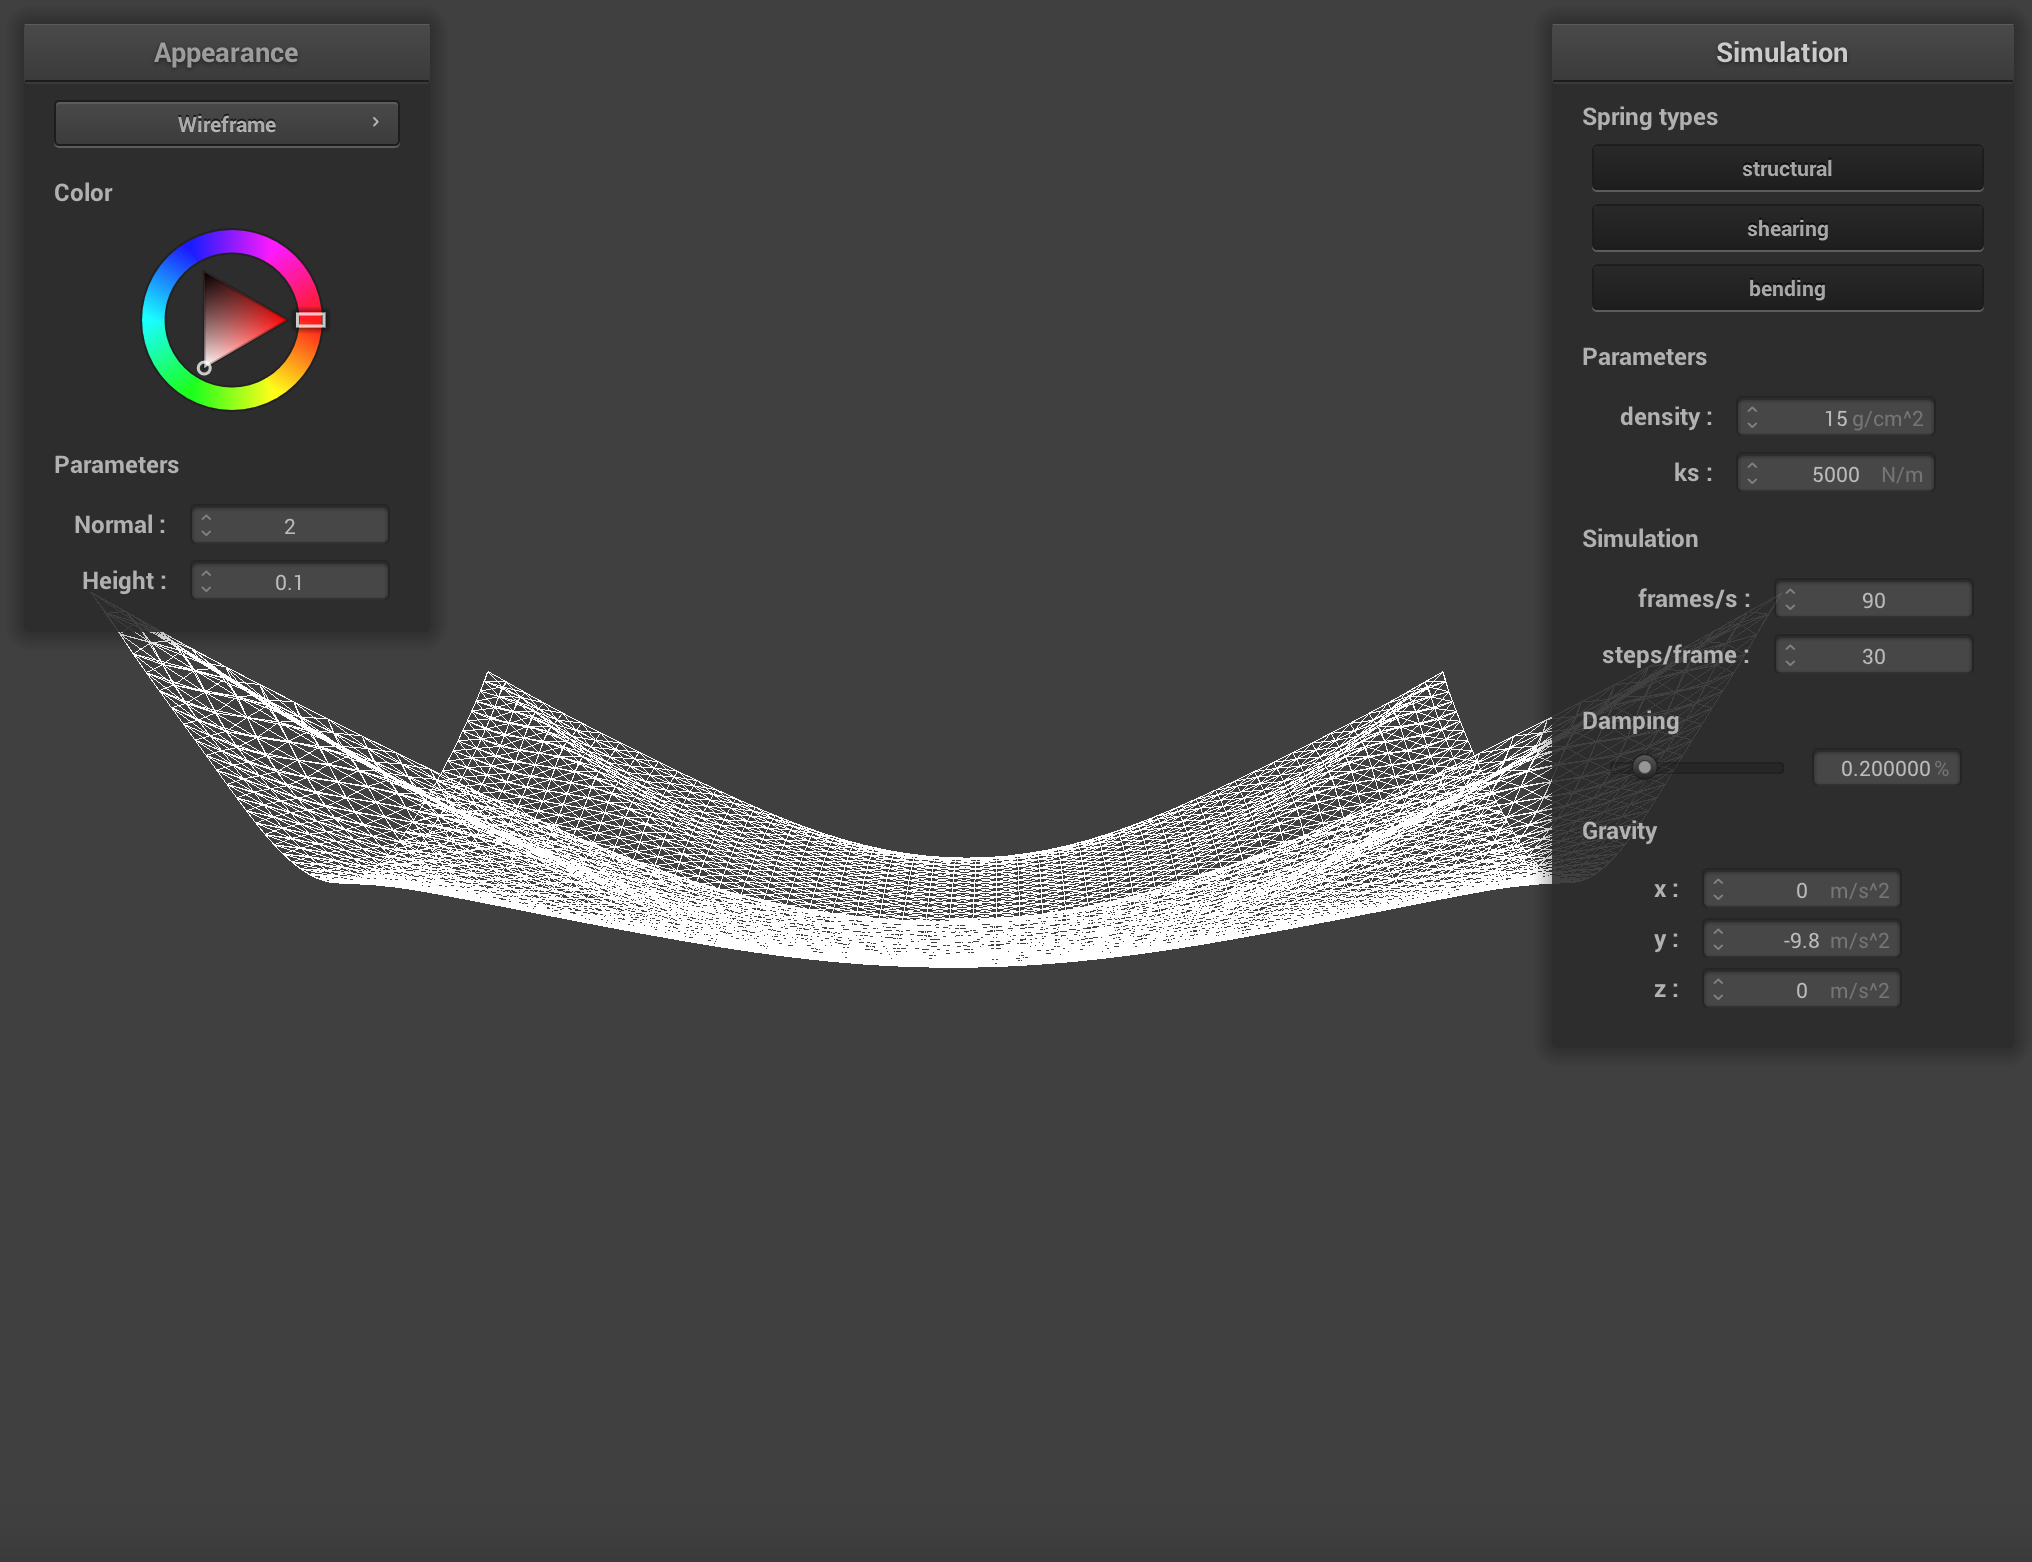 Appearance
Wireframe
Color
Parameters
Normal : 2
Height : 0.1
Simulation
Spring types
structural
shearing
bending
Parameters
density : 15 g/cm^2
ks : 5000 N/m
Simulation
frames/s : 90
steps/frame : 30
Damping
0.200000 %
Gravity
x : 0 m/s^2
y : -9.8 m/s^2
z : 0 m/s^2